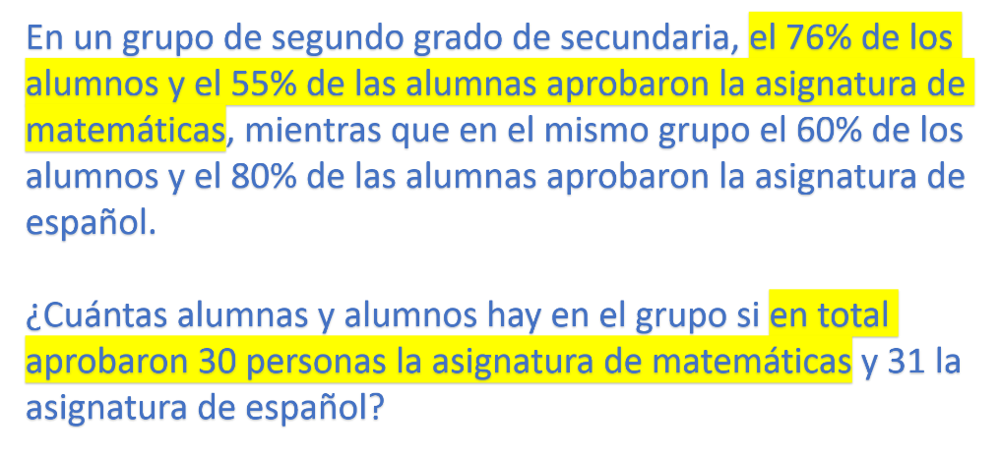 En un grupo de segundo grado de secundaria, el 76% de los
alumnos y el 55% de las alumnas aprobaron la asignatura de
matemáticas, mientras que en el mismo grupo el 60% de los
alumnos y el 80% de las alumnas aprobaron la asignatura de
español.
¿Cuántas alumnas y alumnos hay en el grupo si en total
aprobaron 30 personas la asignatura de matemáticas y 31 la
asignatura de español?